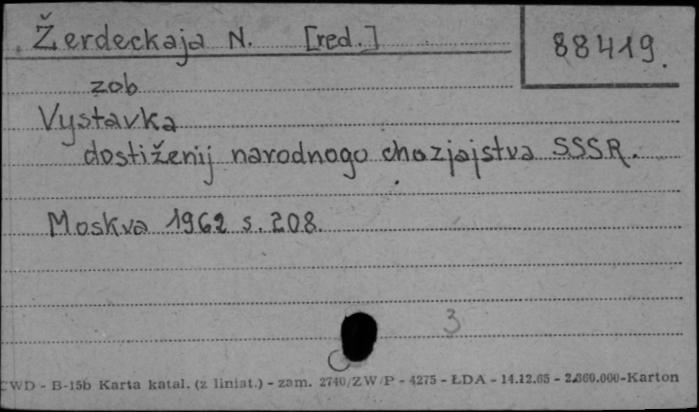 Žerdeckaja N. [red.]
88419.
zob
Vystavka
dostiženij narodnogo chozjajstva SSSR.
Moskva 1962 s. 208.
3
CWD - B-15b Karta katal. (z liniat.) - zam. 2740/ZW/P - 4275 - ŁDA - 14.12.65 - 2.860.000-Karton